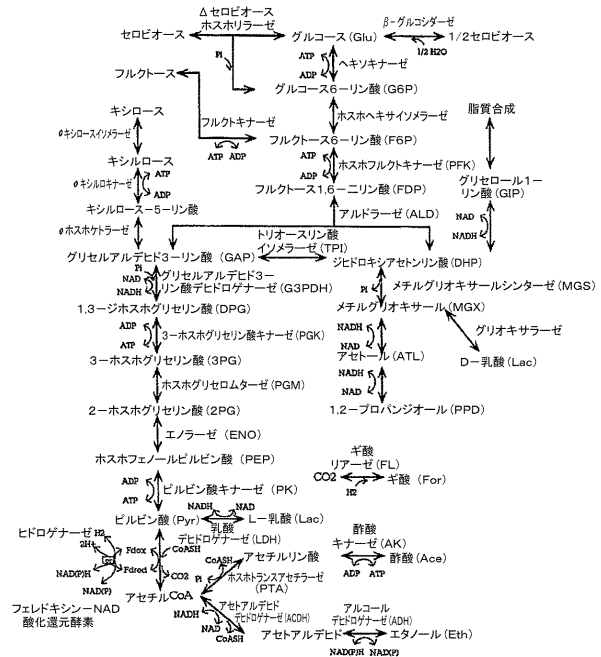 Δセロビオース
ホスホリラーゼ
セロビオース
グルコース(Glu)
β-グルコシダーゼ
1/2 H2O
1/2セロビオース
Pi
ATP
ADP
ヘキソキナーゼ
フルクトース
グルコース6-リン酸(G6P)
ホスホヘキサイソメラーゼ
脂質合成
キシロース
フルクトキナーゼ
ATP ADP
フルクトース6-リン酸(F6P)
キシロースイソメラーゼ
キシルロース
ATP
ADP
ホスホフルクトキナーゼ(PFK)
キシルロキナーゼ
ATP
ADP
フルクトース1,6-二リン酸(FDP)
グリセロール1-
リン酸(GIP)
キシルロース-5-リン酸
アルドラーゼ(ALD)
NAD
NADH
ホスホケトラーゼ
トリオースリン酸
イソメラーゼ(TPI)
グリセルアルデヒド3-リン酸(GAP)
ジヒドロキシアセトンリン酸(DHP)
Pi
NAD
NADH
グリセルアルデヒド3-
リン酸デヒドロゲナーゼ(G3PDH)
Pi
メチルグリオキサールシンターゼ(MGS)
1,3-ジホスホグリセリン酸(DPG)
メチルグリオキサール(MGX)
ADP
ATP
3-ホスホグリセリン酸キナーゼ(PGK)
NADH
NAD
グリオキサラーゼ
3-ホスホグリセリン酸(3PG)
アセトール(ATL)
D-乳酸(Lac)
ホスホグリセロムターゼ(PGM)
NADH
NAD
2-ホスホグリセリン酸(2PG)
1,2-プロパンジオール(PPD)
エノラーゼ(ENO)
ホスホフェノールピルビン酸(PEP)
ギ酸
リアーゼ(FL)
CO2
H2
ギ酸(For)
ADP
ATP
ピルビン酸キナーゼ(PK)
ピルビン酸(Pyr)
NADH NAD
L-乳酸(Lac)
乳酸
デヒドロゲナーゼ(LDH)
酢酸
キナーゼ(AK)
ヒドロゲナーゼH2
2H+
Fdox
CoASH
アセチルリン酸
CoASH
酢酸(Ace)
ADP ATP
or
Fdred
CO2
Pi
ホスホトランスアセチラーゼ
(PTA)
NAD(P)H
NAD(P)
アセチルCoA
フェレドキシン-NAD
酸化還元酵素
NADH
NAD
CoASH
アセトアルデヒド
デヒドロゲナーゼ(ACDH)
アルコール
デヒドロゲナーゼ(ADH)
アセトアルデヒド
エタノール(Eth)
NAD(P)H NAD(P)